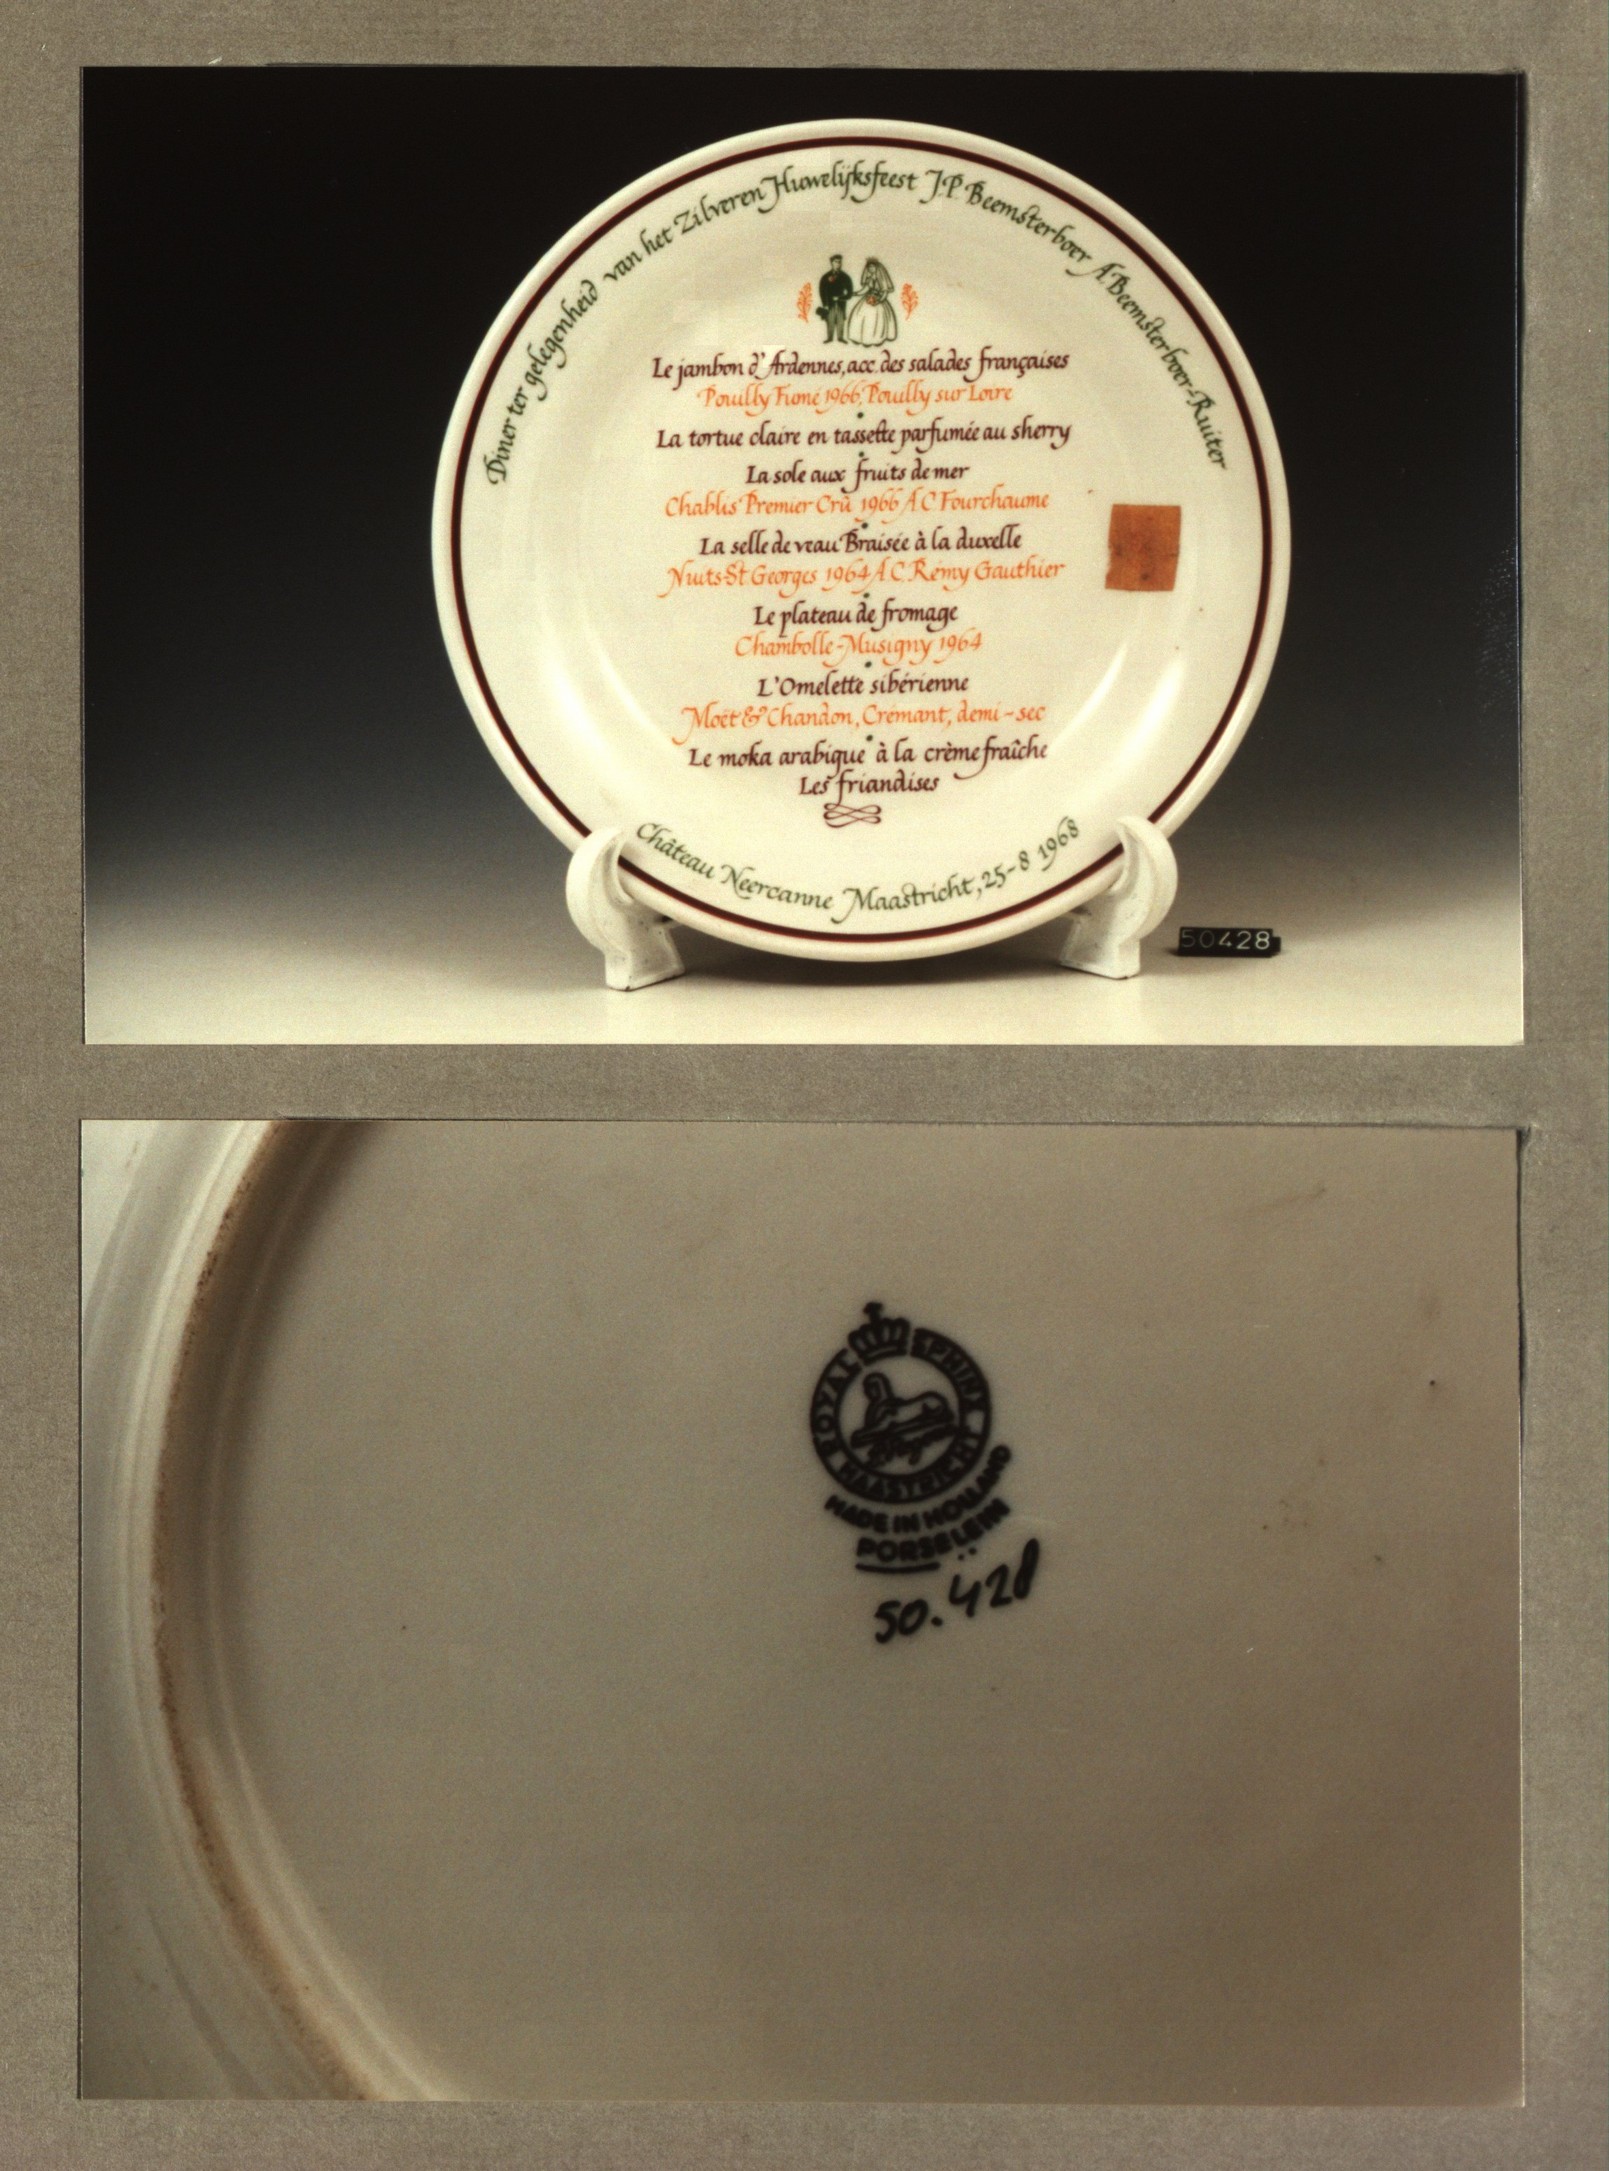 Diner ter gelegenheid van het Zilveren Huwelijksfeest J.P. Beemsterboer A. Beemsterboer-Ruiter
Le jambon d'Ardennes, acc. des salades françaises
Pouilly Fumé 1966, Pouilly sur Loire
La tortue claire en tassette parfumée au sherry
La sole aux fruits de mer
Chablis Premier Crû 1966 A.C. Fourchaume
La selle de veau Braisée à la duxelle
Nuits-St. Georges 1964 A.C. Rémy Gauthier
Le plateau de fromage
Chambolle-Musigny 1964
L'Omelette sibérienne
Moët & Chandon, Crémant, demi-sec
Le moka arabique à la crème fraîche
Les friandises
Château Neercanne Maastricht, 25-8 1968
50428
ROYAL SPHINX
MAASTRICHT
MADE IN HOLLAND
PORSELEIN
50.428